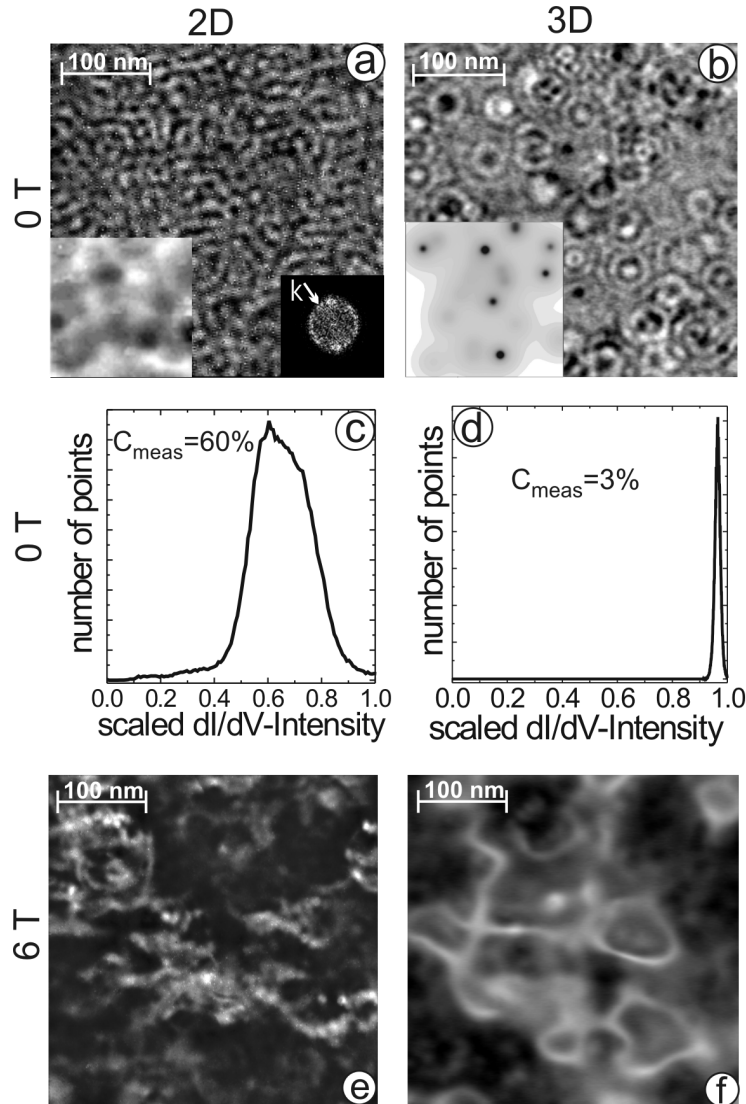 2D
3D
0 T
100 nm
a
k
100 nm
b
0 T
number of points
C_meas=60%
c
0.0 0.2 0.4 0.6 0.8 1.0
scaled dI/dV-Intensity
number of points
C_meas=3%
d
0.0 0.2 0.4 0.6 0.8 1.0
scaled dI/dV-Intensity
6 T
100 nm
e
100 nm
f